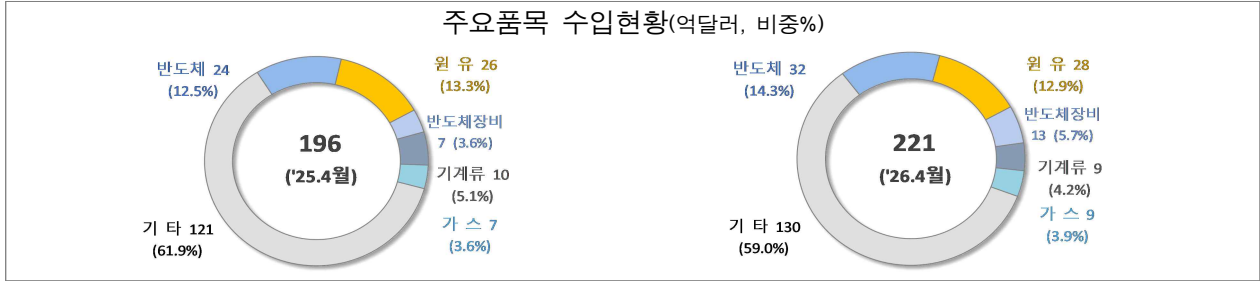 주요품목 수입현황(억달러, 비중%)
반도체 24
(12.5%)
원 유 26
(13.3%)
반도체장비
7 (3.6%)
기계류 10
(5.1%)
가 스 7
(3.6%)
기 타 121
(61.9%)
196
('25.4월)
반도체 32
(14.3%)
원 유 28
(12.9%)
반도체장비
13 (5.7%)
기계류 9
(4.2%)
가 스 9
(3.9%)
기 타 130
(59.0%)
221
('26.4월)